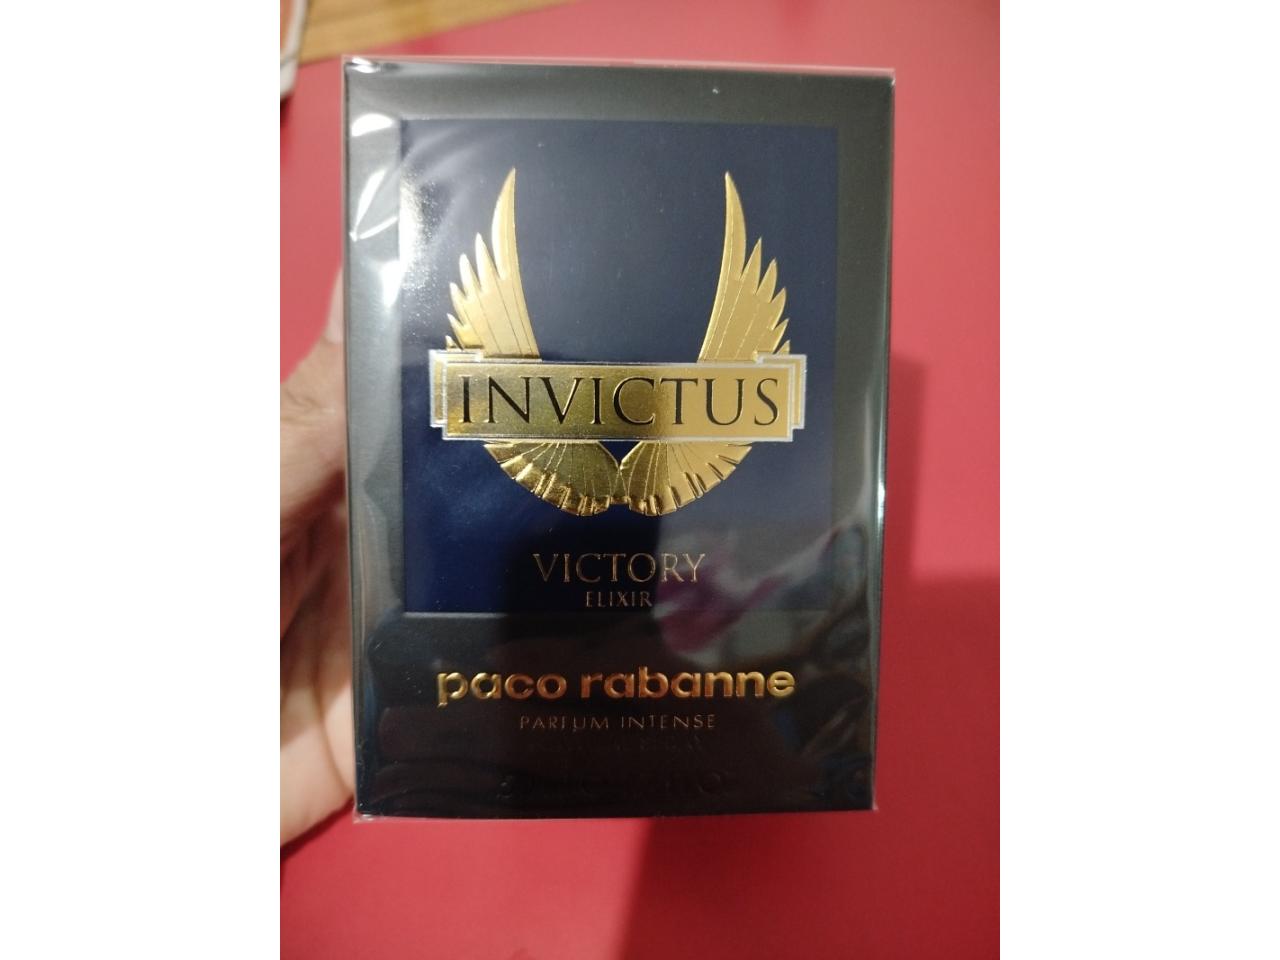 INVICTUS
VICTORY
ELIXIR
paco rabanne
PARFUM INTENSE